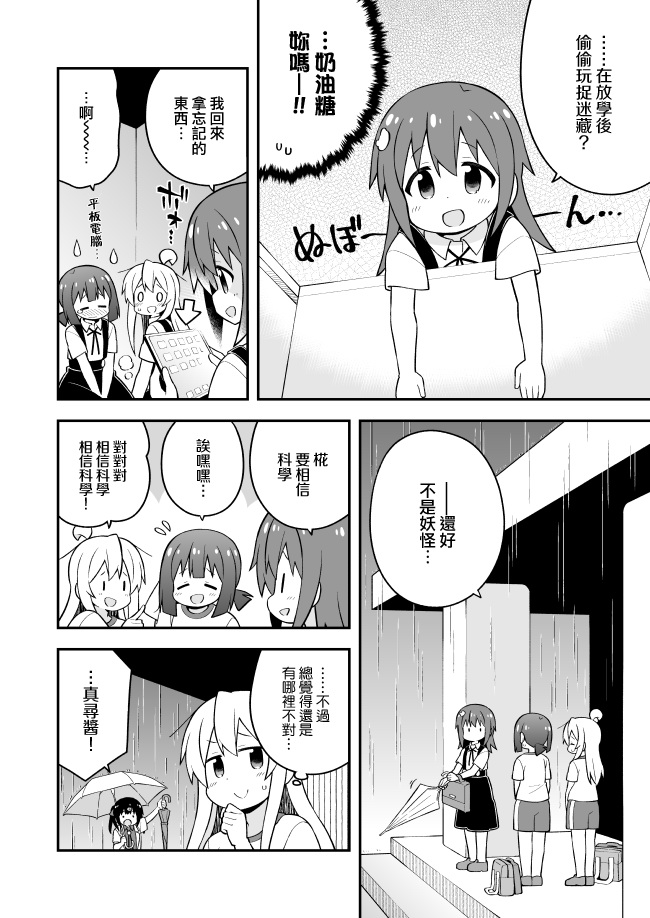 ……在放學後
偷偷玩捉迷藏？
…奶油糖
妳嗎—!!
ぬぼーーん…
我回來
拿忘記的
東西…
…啊~~~…
平板電腦…
——還好
不是妖怪…
椛
要相信
科學
誒嘿嘿…
對對對
相信科學
相信科學！
……不過
總覺得還是
有哪裡不對…
…真尋醬！